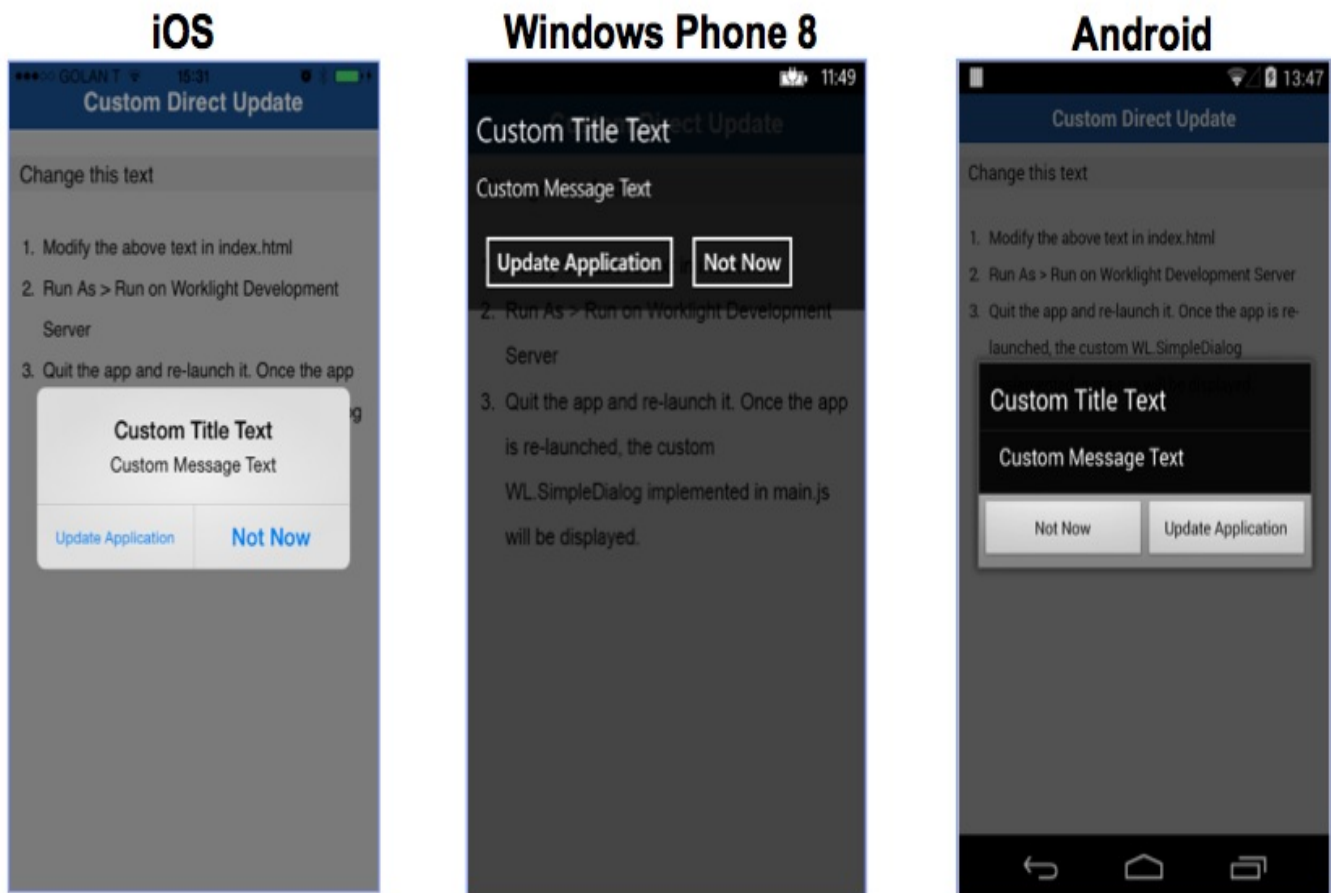 iOS
Windows Phone 8
Android
GOLAN T 15:31
Custom Direct Update
Change this text
1. Modify the above text in index.html
2. Run As > Run on Worklight Development
Server
3. Quit the app and re-launch it. Once the app
Custom Title Text
Custom Message Text
Update Application
Not Now
11:49
Custom Title Text
Custom Message Text
Update Application
Not Now
2. Run As > Run on Worklight Development
Server
3. Quit the app and re-launch it. Once the app
is re-launched, the custom
WL.SimpleDialog implemented in main.js
will be displayed.
13:47
Custom Direct Update
Change this text
1. Modify the above text in index.html
2. Run As > Run on Worklight Development Server
3. Quit the app and re-launch it. Once the app is re-
launched, the custom WL.SimpleDialog
Custom Title Text
Custom Message Text
Not Now
Update Application